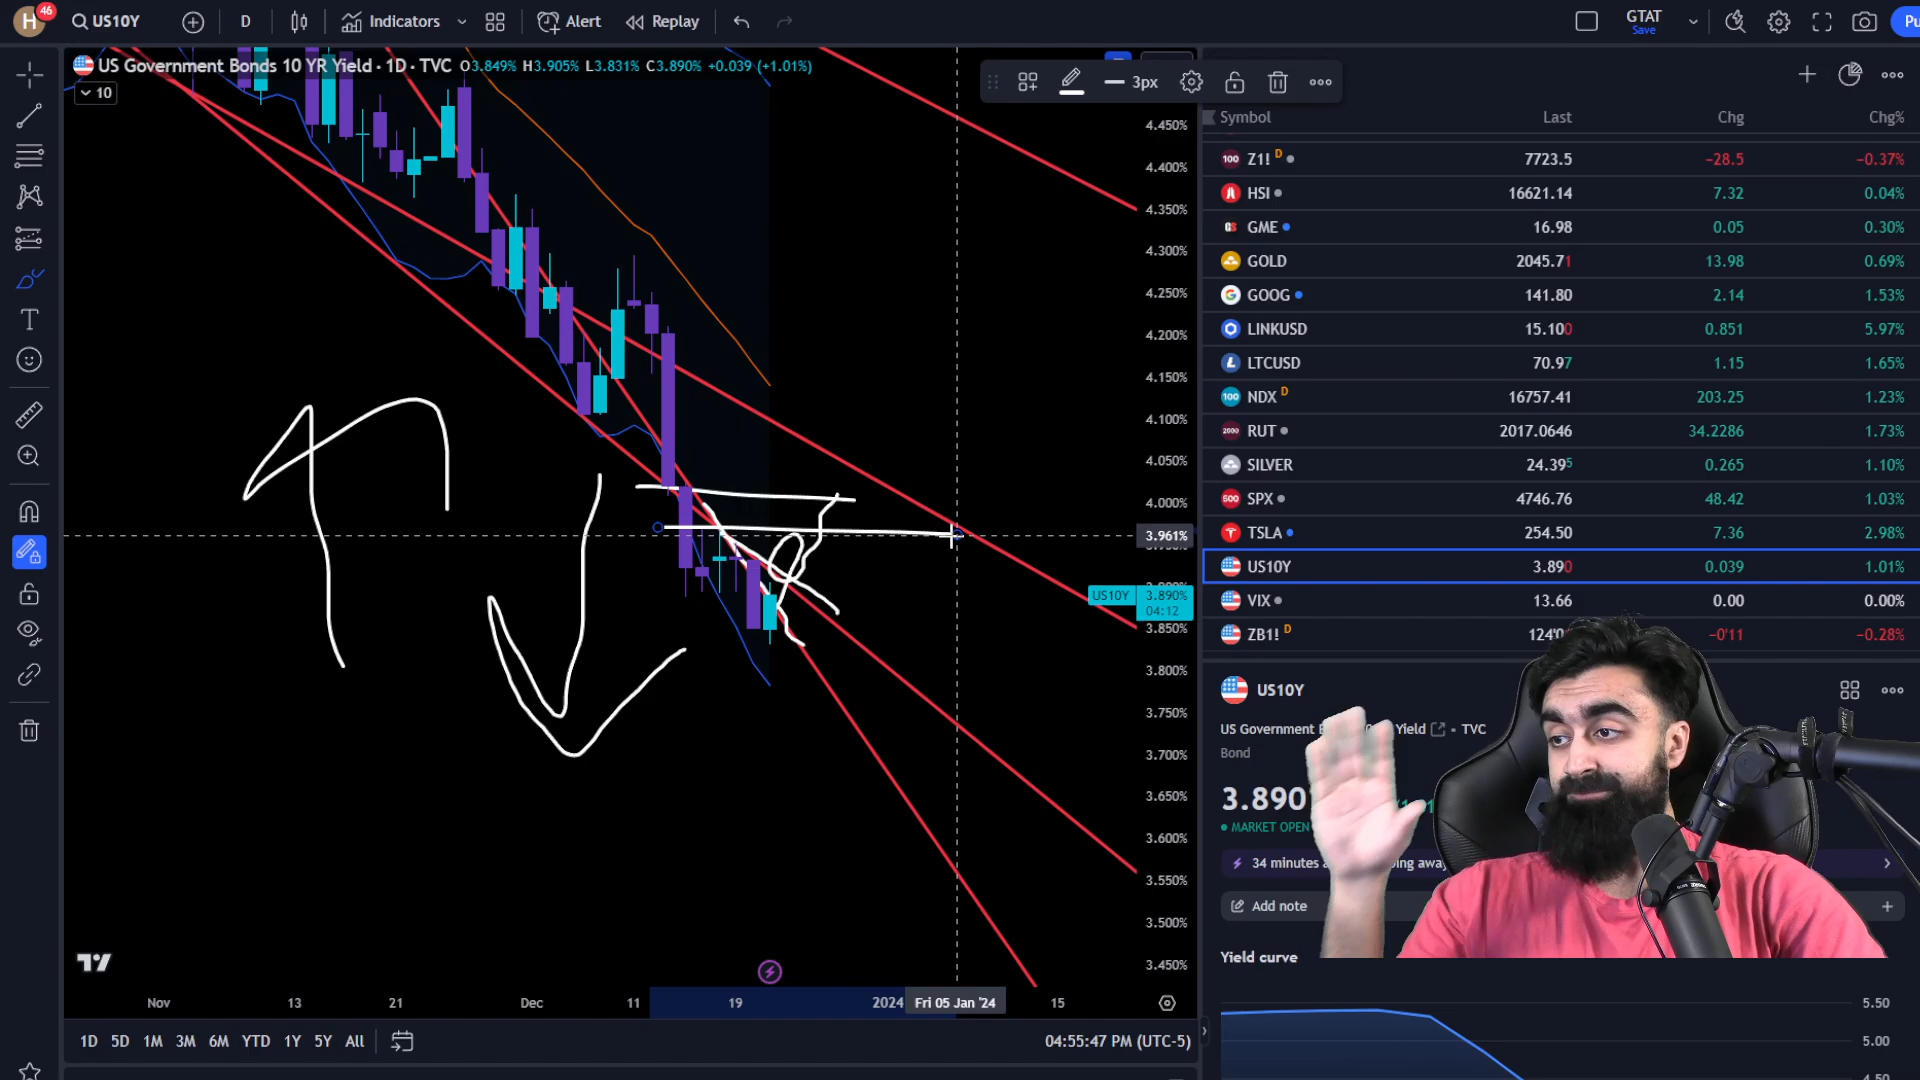 H 46 US10Y D Indicators Alert Replay GTAT Save Pu
US Government Bonds 10 YR Yield · 1D · TVC O3.849% H3.905% L3.831% C3.890% +0.039 (+1.01%)
10
3px
4.450%
4.400%
4.350%
4.300%
4.250%
4.200%
4.150%
4.100%
4.050%
4.000%
3.961%
US10Y 3.890%
04:12
3.850%
3.800%
3.750%
3.700%
3.650%
3.600%
3.550%
3.500%
3.450%
Nov 13 21 Dec 11 19 2024 Fri 05 Jan '24 15
1D 5D 1M 3M 6M YTD 1Y 5Y All 04:55:47 PM (UTC-5)
Symbol Last Chg Chg%
100 Z1! D 7723.5 −28.5 −0.37%
HSI 16621.14 7.32 0.04%
GME 16.98 0.05 0.30%
GOLD 2045.71 13.98 0.69%
GOOG 141.80 2.14 1.53%
LINKUSD 15.100 0.851 5.97%
LTCUSD 70.97 1.15 1.65%
100 NDX D 16757.41 203.25 1.23%
2000 RUT 2017.0646 34.2286 1.73%
SILVER 24.395 0.265 1.10%
500 SPX 4746.76 48.42 1.03%
TSLA 254.50 7.36 2.98%
US10Y 3.890 0.039 1.01%
VIX 13.66 0.00 0.00%
ZB1! D 124'0 −0'11 −0.28%
US10Y
US Government Yield • TVC
Bond
3.890
MARKET OPEN
34 minutes
Add note
Yield curve
5.50
5.00
4.50